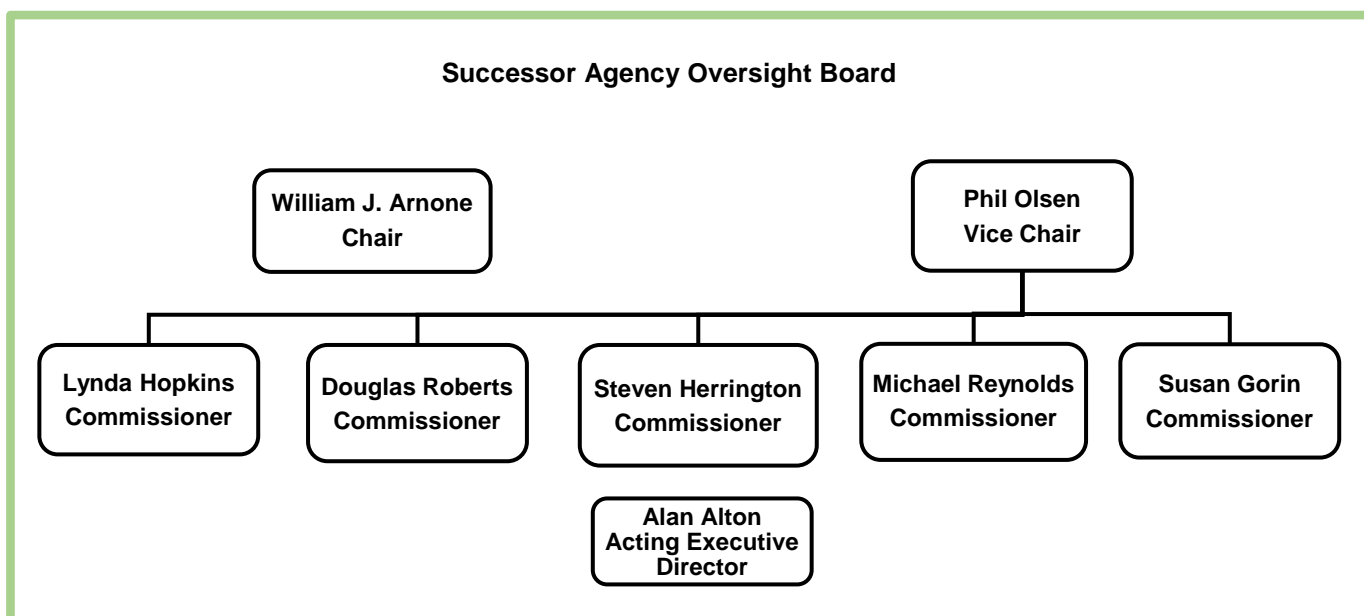 Successor Agency Oversight Board
William J. Arnone
Chair
Phil Olsen
Vice Chair
Lynda Hopkins
Commissioner
Douglas Roberts
Commissioner
Steven Herrington
Commissioner
Michael Reynolds
Commissioner
Susan Gorin
Commissioner
Alan Alton
Acting Executive
Director